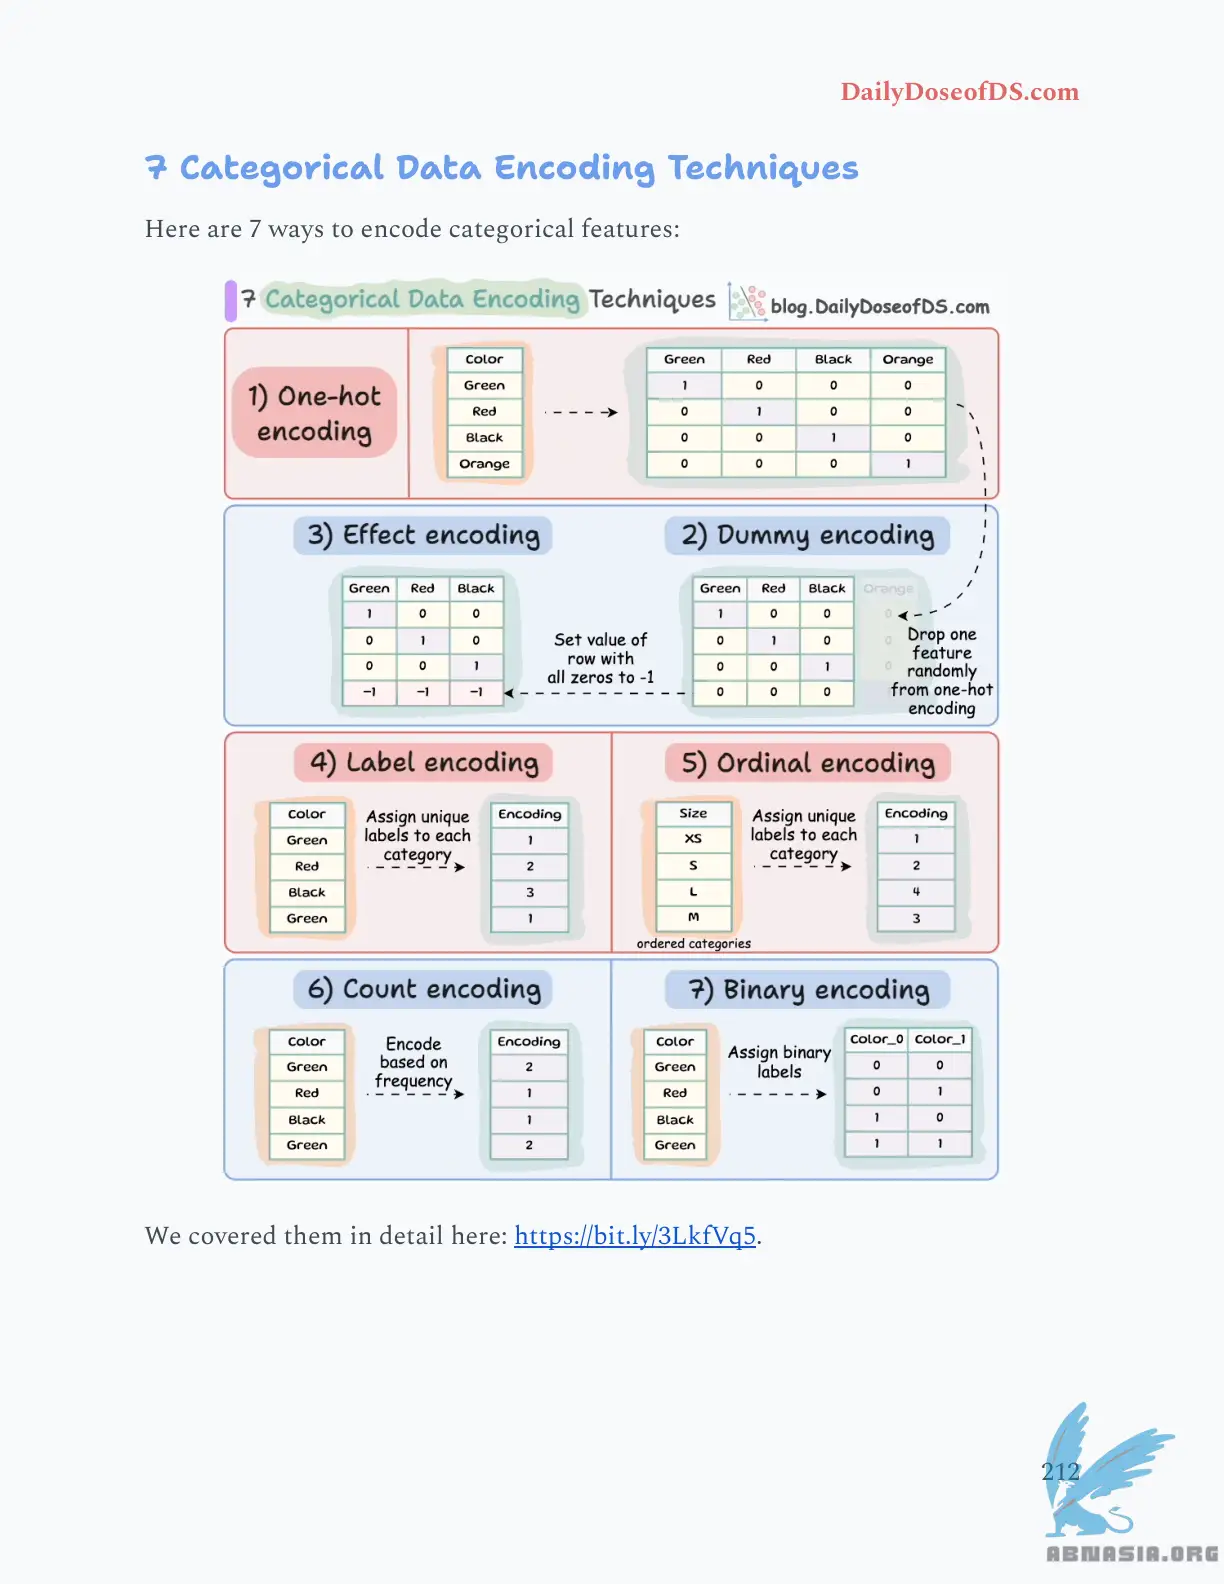 DailyDoseofDS.com
7 Categorical Data Encoding Techniques
Here are 7 ways to encode categorical features:
7 Categorical Data Encoding Techniques blog.DailyDoseofDS.com
1) One-hot
encoding
Color
Green
Red
Black
Orange
Green Red Black Orange
1 0 0 0
0 1 0 0
0 0 1 0
0 0 0 1
3) Effect encoding
Green Red Black
1 0 0
0 1 0
0 0 1
-1 -1 -1
Set value of
row with
all zeros to -1
2) Dummy encoding
Green Red Black Orange
1 0 0 0
0 1 0 0
0 0 1 0
0 0 0
Drop one
feature
randomly
from one-hot
encoding
4) Label encoding
Color
Green
Red
Black
Green
Assign unique
labels to each
category
Encoding
1
2
3
1
5) Ordinal encoding
Size
XS
S
L
M
ordered categories
Assign unique
labels to each
category
Encoding
1
2
4
3
6) Count encoding
Color
Green
Red
Black
Green
Encode
based on
frequency
Encoding
2
1
1
2
7) Binary encoding
Color
Green
Red
Black
Green
Assign binary
labels
Color_0 Color_1
0 0
0 1
1 0
1 1
We covered them in detail here: https://bit.ly/3LkfVq5.
212
ABNASIA.ORG